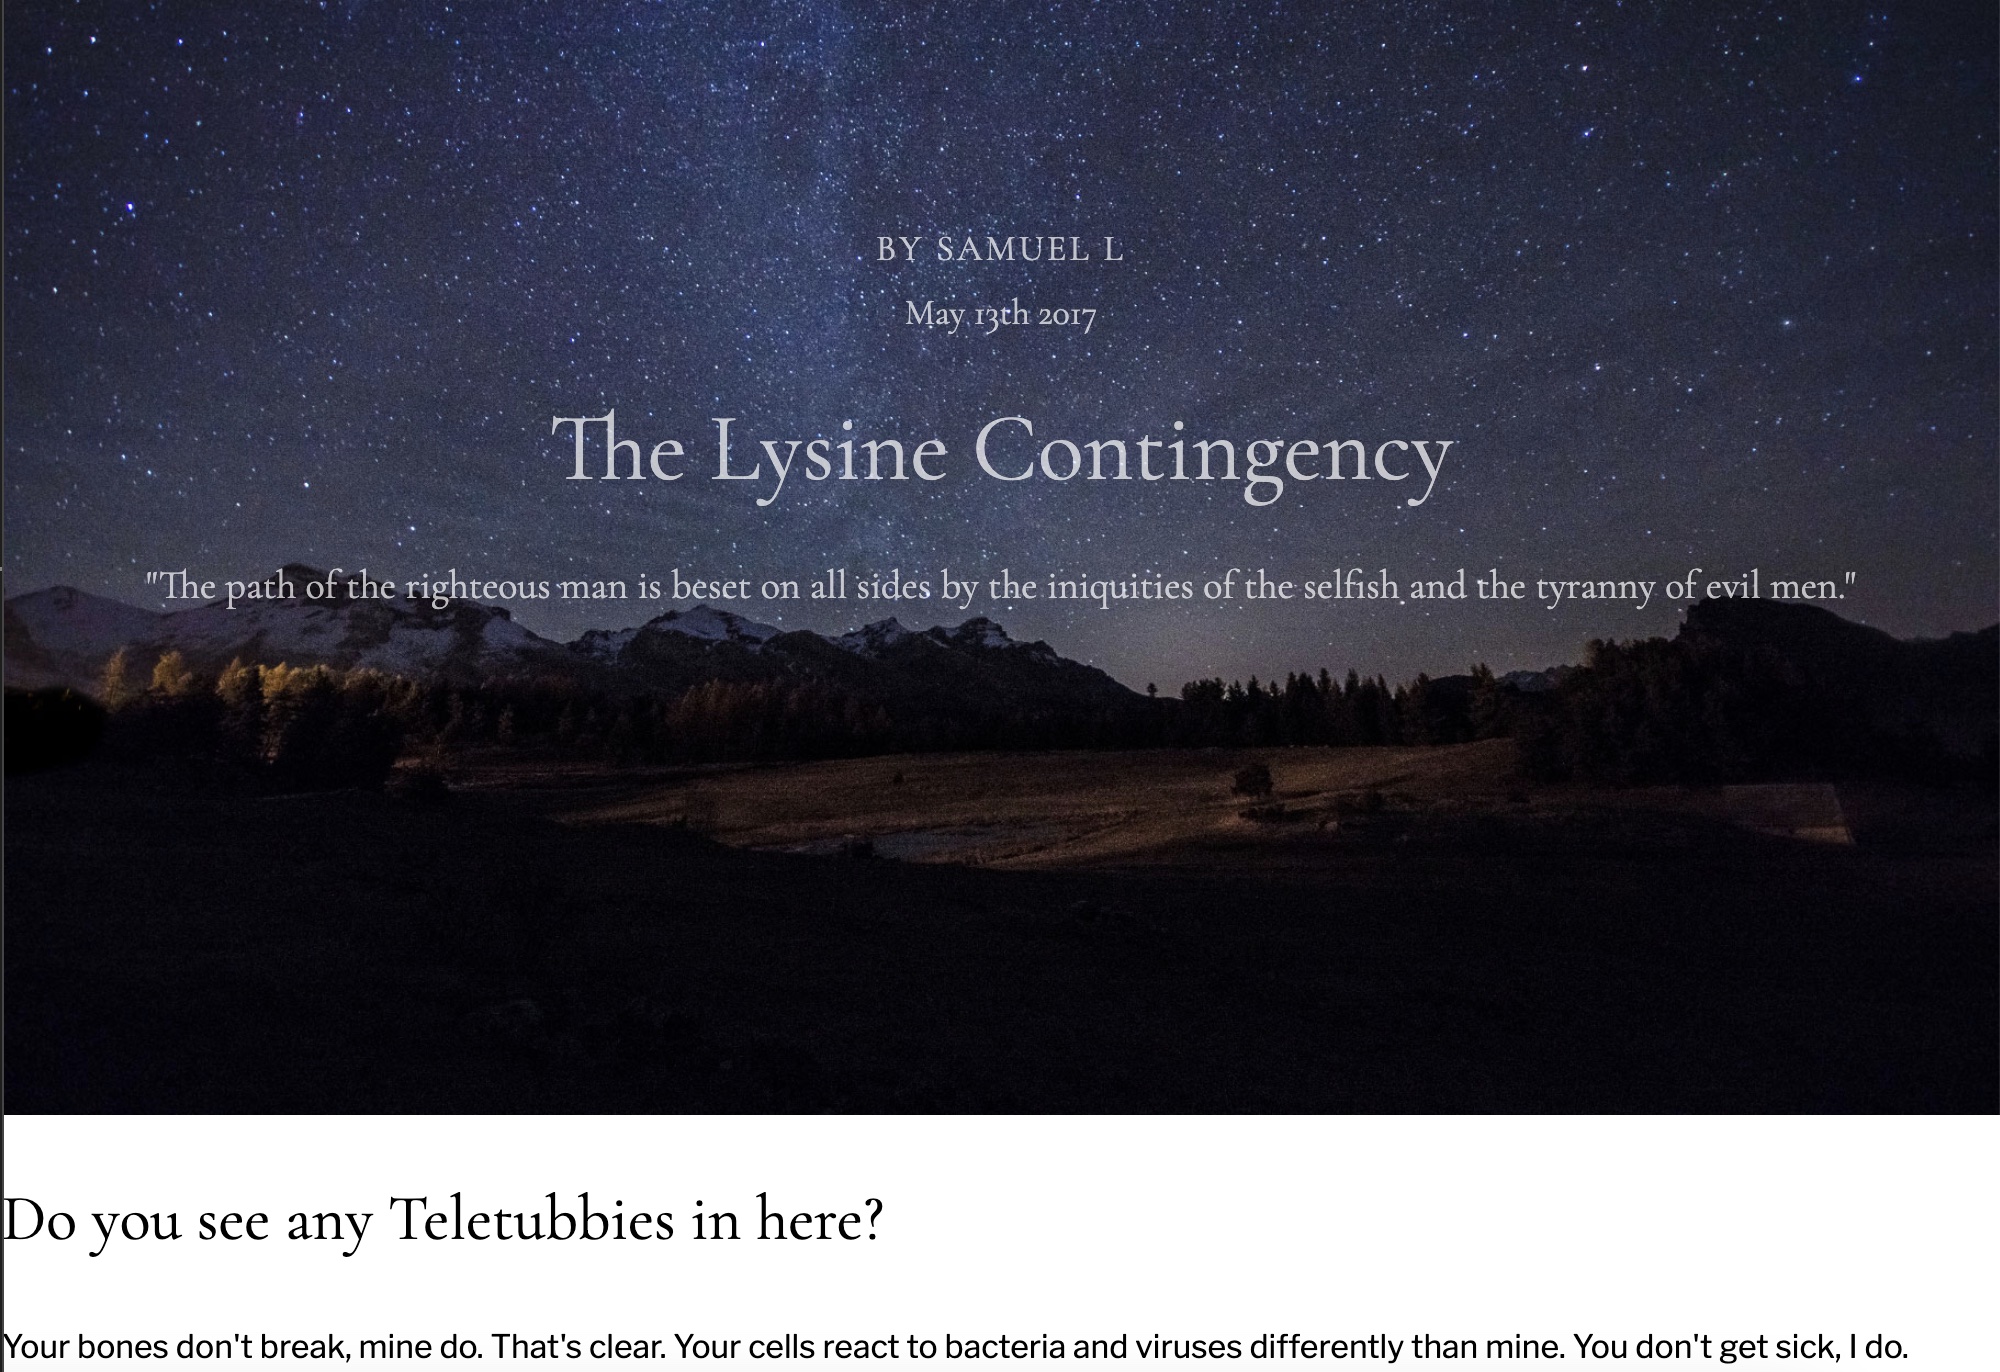 BY SAMUEL L
May 13th 2017
The Lysine Contingency
"The path of the righteous man is beset on all sides by the iniquities of the selfish and the tyranny of evil men."
Do you see any Teletubbies in here?
Your bones don't break, mine do. That's clear. Your cells react to bacteria and viruses differently than mine. You don't get sick, I do.